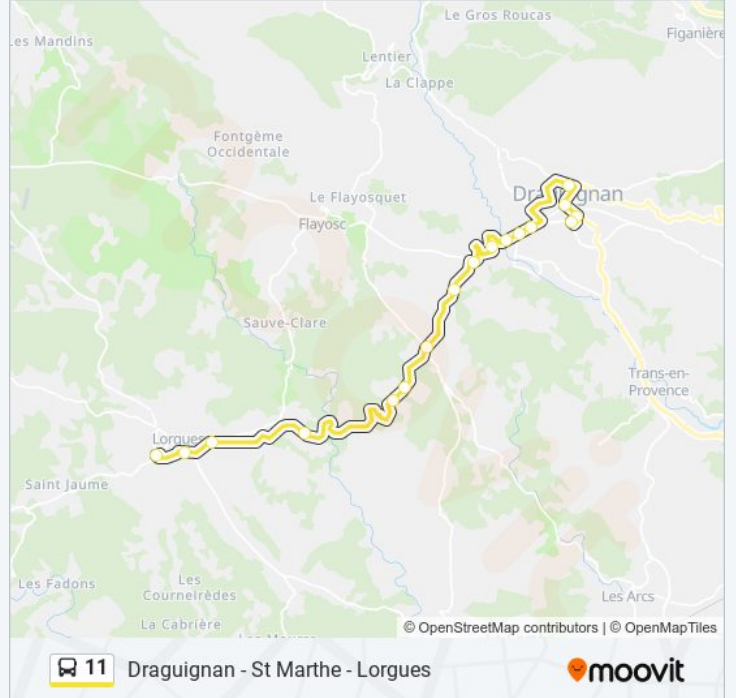 Le Gros Roucas
Figanière
Les Mandins
Lentier
La Clappe
Fontgème
Occidentale
Draguignan
Le Flayosquet
Flayosc
Sauve-Clare
Trans-en-
Provence
Lorgues
Saint Jaume
Les Fadons
Les
Courneirèdes
Les Arcs
La Cabrière
© OpenStreetMap contributors | © OpenMapTiles
11 Draguignan - St Marthe - Lorgues
moovit